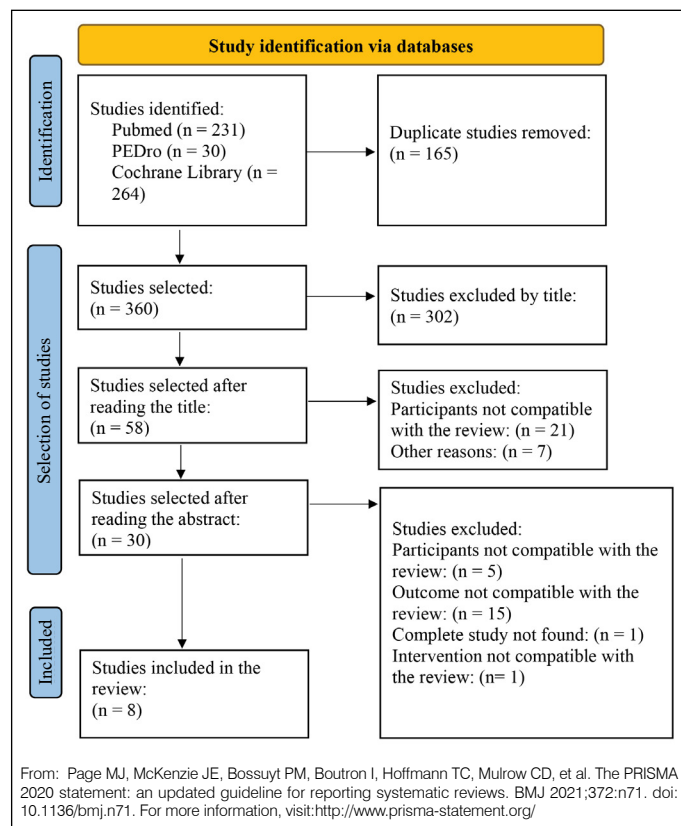 Study identification via databases
Identification
Studies identified:
Pubmed (n = 231)
PEDro (n = 30)
Cochrane Library (n =
264)
Duplicate studies removed:
(n = 165)
Selection of studies
Studies selected:
(n = 360)
Studies excluded by title:
(n = 302)
Studies selected after
reading the title:
(n = 58)
Studies excluded:
Participants not compatible
with the review: (n = 21)
Other reasons: (n = 7)
Studies selected after
reading the abstract:
(n = 30)
Studies excluded:
Participants not compatible with the
review: (n = 5)
Outcome not compatible with the
review: (n = 15)
Complete study not found: (n = 1)
Intervention not compatible with
the review: (n= 1)
Included
Studies included in the
review:
(n = 8)
From: Page MJ, McKenzie JE, Bossuyt PM, Boutron I, Hoffmann TC, Mulrow CD, et al. The PRISMA
2020 statement: an updated guideline for reporting systematic reviews. BMJ 2021;372:n71. doi:
10.1136/bmj.n71. For more information, visit:http://www.prisma-statement.org/